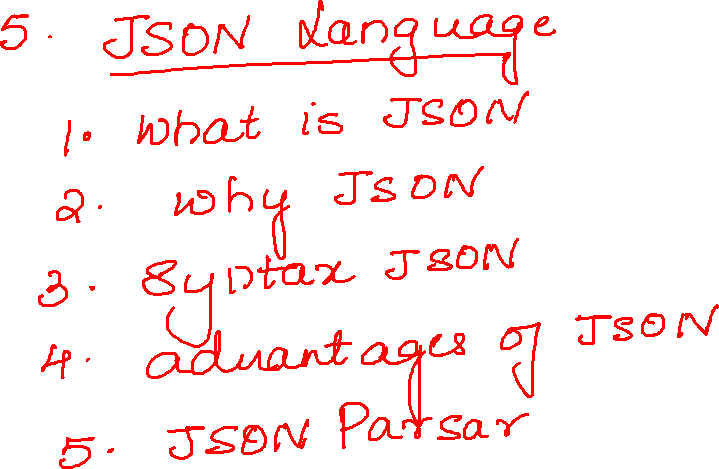 5. JSON Language
1. What is JSON
2. why JSON
3. Syntax JSON
4. advantages of JSON
5. JSON Parsar